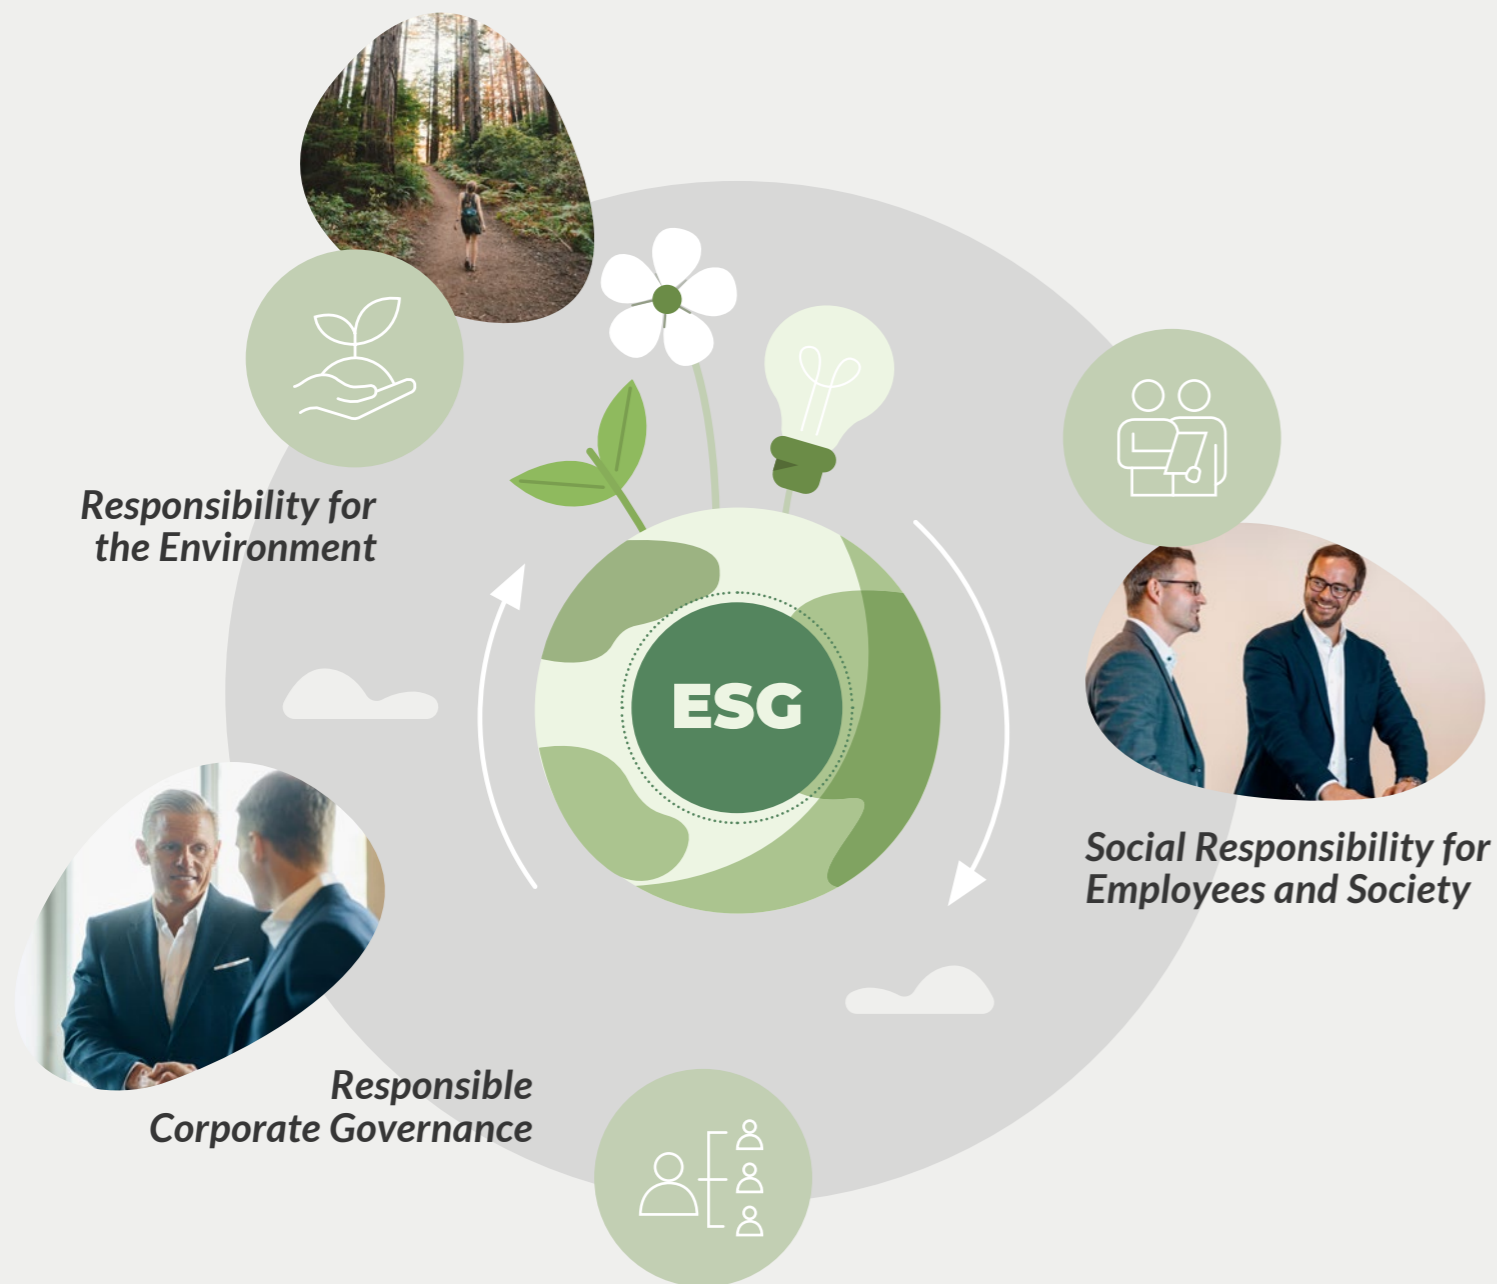 Responsibility for
the Environment
ESG
Social Responsibility for
Employees and Society
Responsible
Corporate Governance